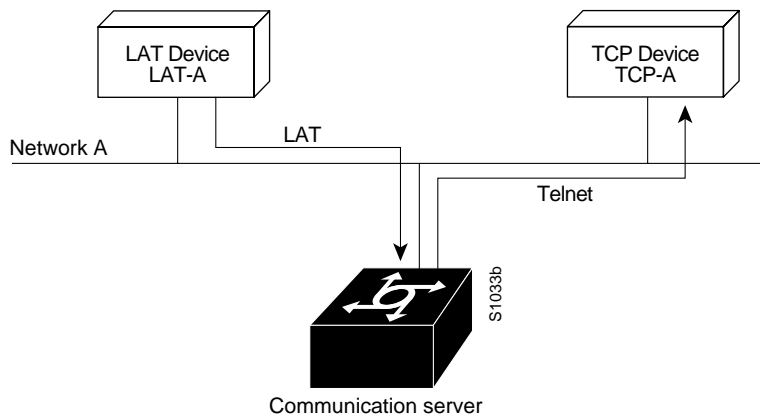 LAT Device
LAT-A
TCP Device
TCP-A
Network A
LAT
Telnet
S1033b
Communication server